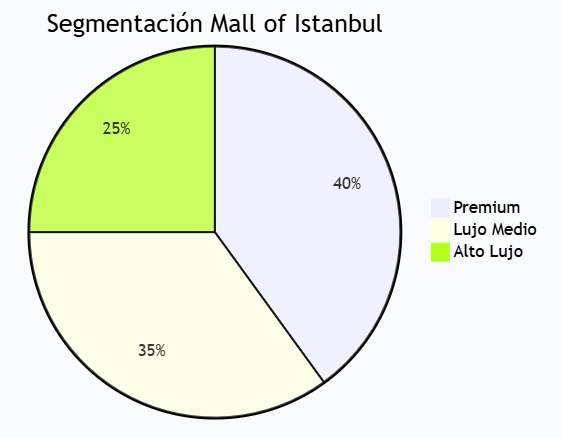 Segmentación Mall of Istanbul
25%
40%
35%
Premium
Lujo Medio
Alto Lujo